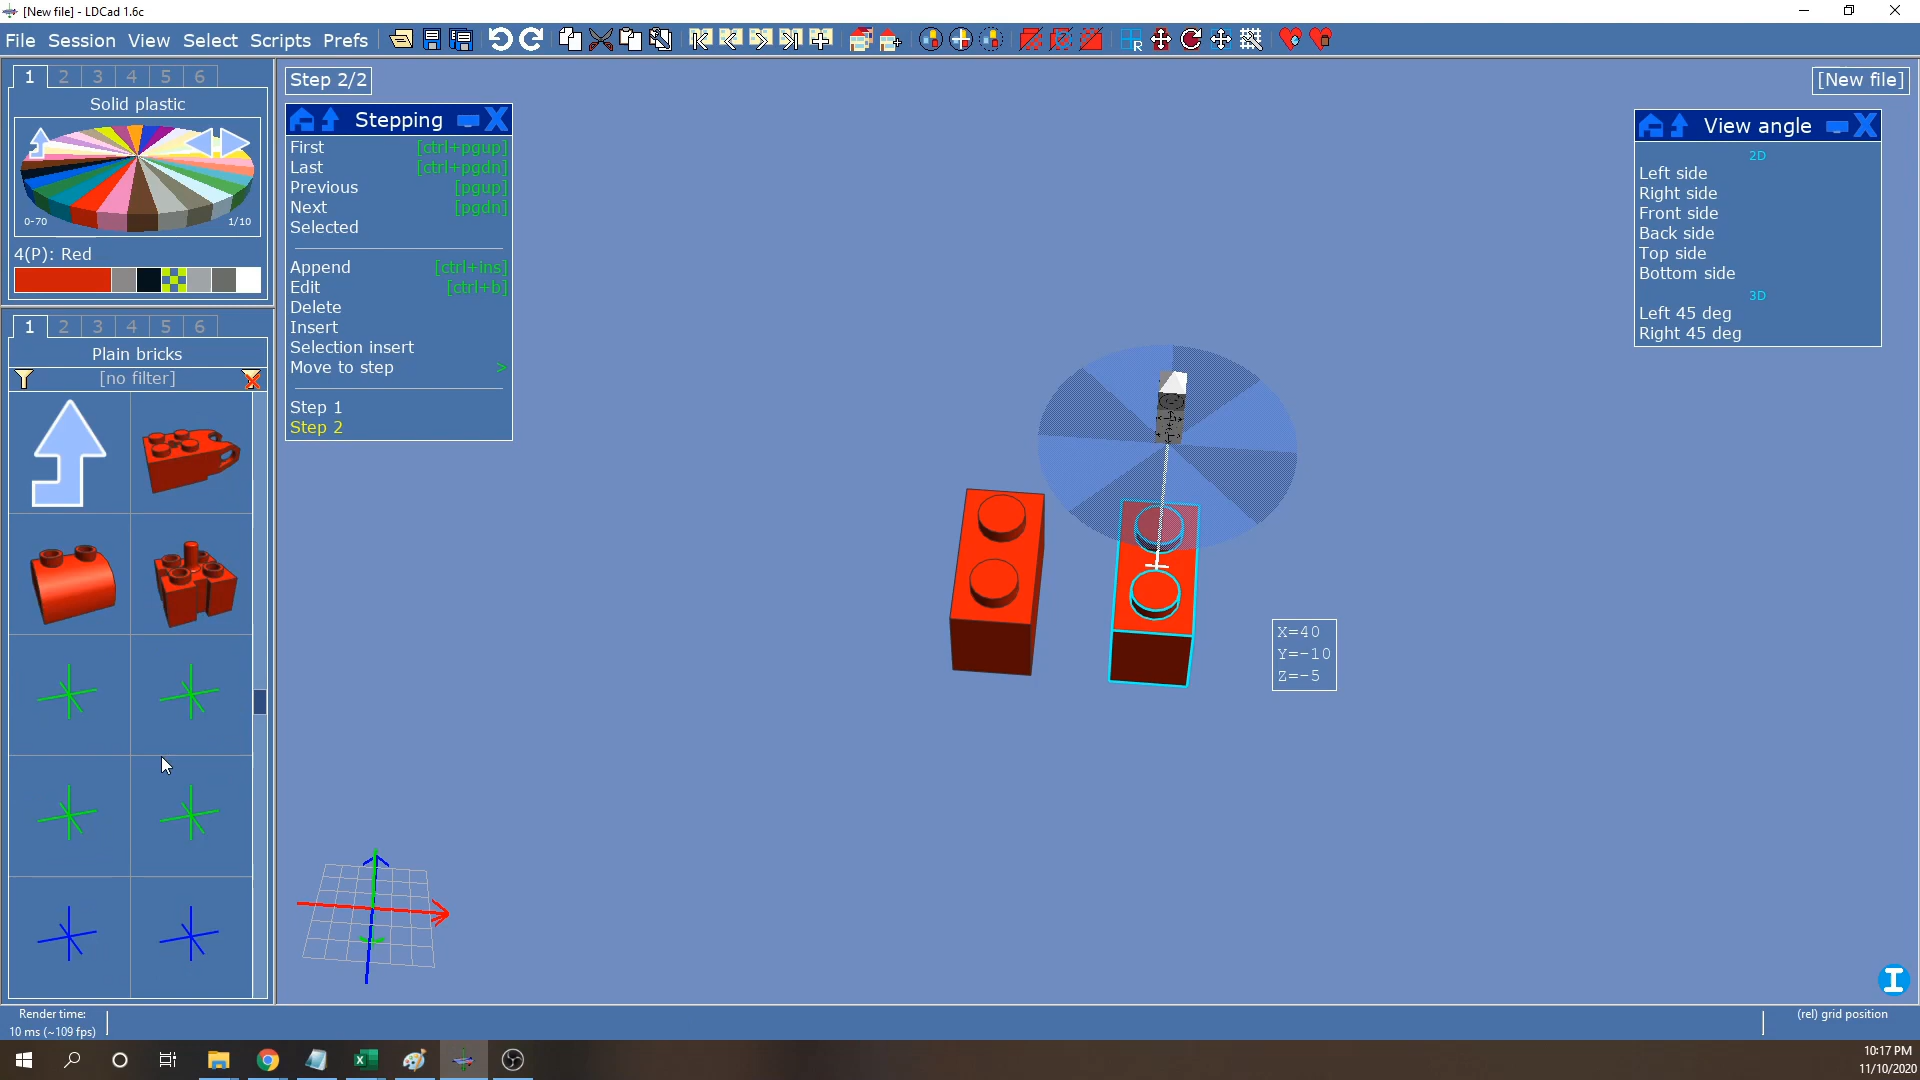 [New file] - LDCad 1.6c
File Session View Select Scripts Prefs
1 2 3 4 5 6
Solid plastic
0-70 1/10
4(P): Red
1 2 3 4 5 6
Plain bricks
[no filter]
Step 2/2
Stepping
First [ctrl+pgup]
Last [ctrl+pgdn]
Previous [pgup]
Next [pgdn]
Selected
Append [ctrl+ins]
Edit [ctrl+b]
Delete
Insert
Selection insert
Move to step >
Step 1
Step 2
[New file]
View angle
2D
Left side
Right side
Front side
Back side
Top side
Bottom side
3D
Left 45 deg
Right 45 deg
X=40
Y=-10
Z=-5
Render time:
10 ms (~109 fps)
(rel) grid position
10:17 PM
11/10/2020